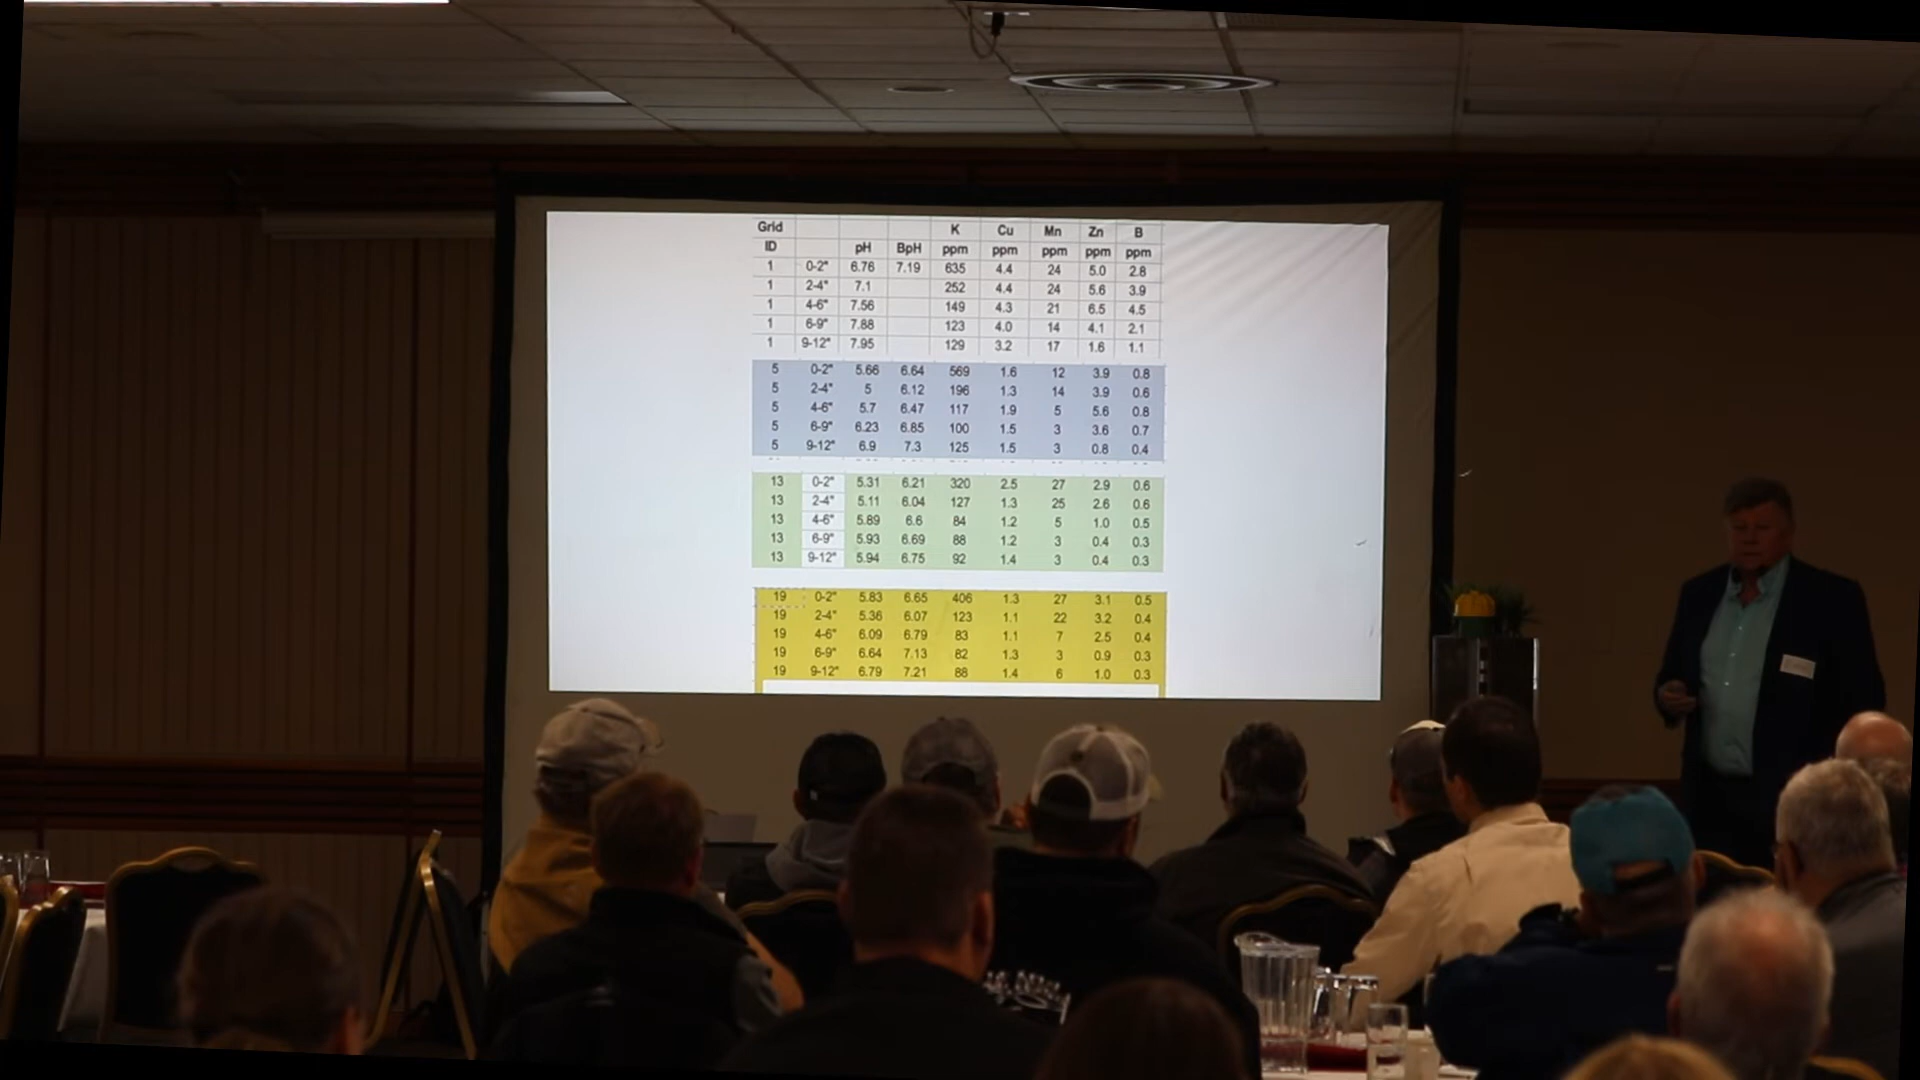 Grid K Cu Mn Zn B
ID pH BpH ppm ppm ppm ppm ppm
1 0-2" 6.76 7.19 635 4.4 24 5.0 2.8
1 2-4" 7.1 252 4.4 24 5.6 3.9
1 4-6" 7.56 149 4.3 21 6.5 4.5
1 6-9" 7.88 123 4.0 14 4.1 2.1
1 9-12" 7.95 129 3.2 17 1.6 1.1
5 0-2" 5.66 6.64 569 1.6 12 3.9 0.8
5 2-4" 5 6.12 196 1.3 14 3.9 0.6
5 4-6" 5.7 6.47 117 1.9 5 5.6 0.8
5 6-9" 6.23 6.85 100 1.5 3 3.6 0.7
5 9-12" 6.9 7.3 125 1.5 3 0.8 0.4
13 0-2" 5.31 6.21 320 2.5 27 2.9 0.6
13 2-4" 5.11 6.04 127 1.3 25 2.6 0.6
13 4-6" 5.89 6.6 84 1.2 5 1.0 0.5
13 6-9" 5.93 6.69 88 1.2 3 0.4 0.3
13 9-12" 5.94 6.75 92 1.4 3 0.4 0.3
19 0-2" 5.83 6.65 406 1.3 27 3.1 0.5
19 2-4" 5.36 6.07 123 1.1 22 3.2 0.4
19 4-6" 6.09 6.79 83 1.1 7 2.5 0.4
19 6-9" 6.64 7.13 82 1.3 3 0.9 0.3
19 9-12" 6.79 7.21 88 1.4 6 1.0 0.3